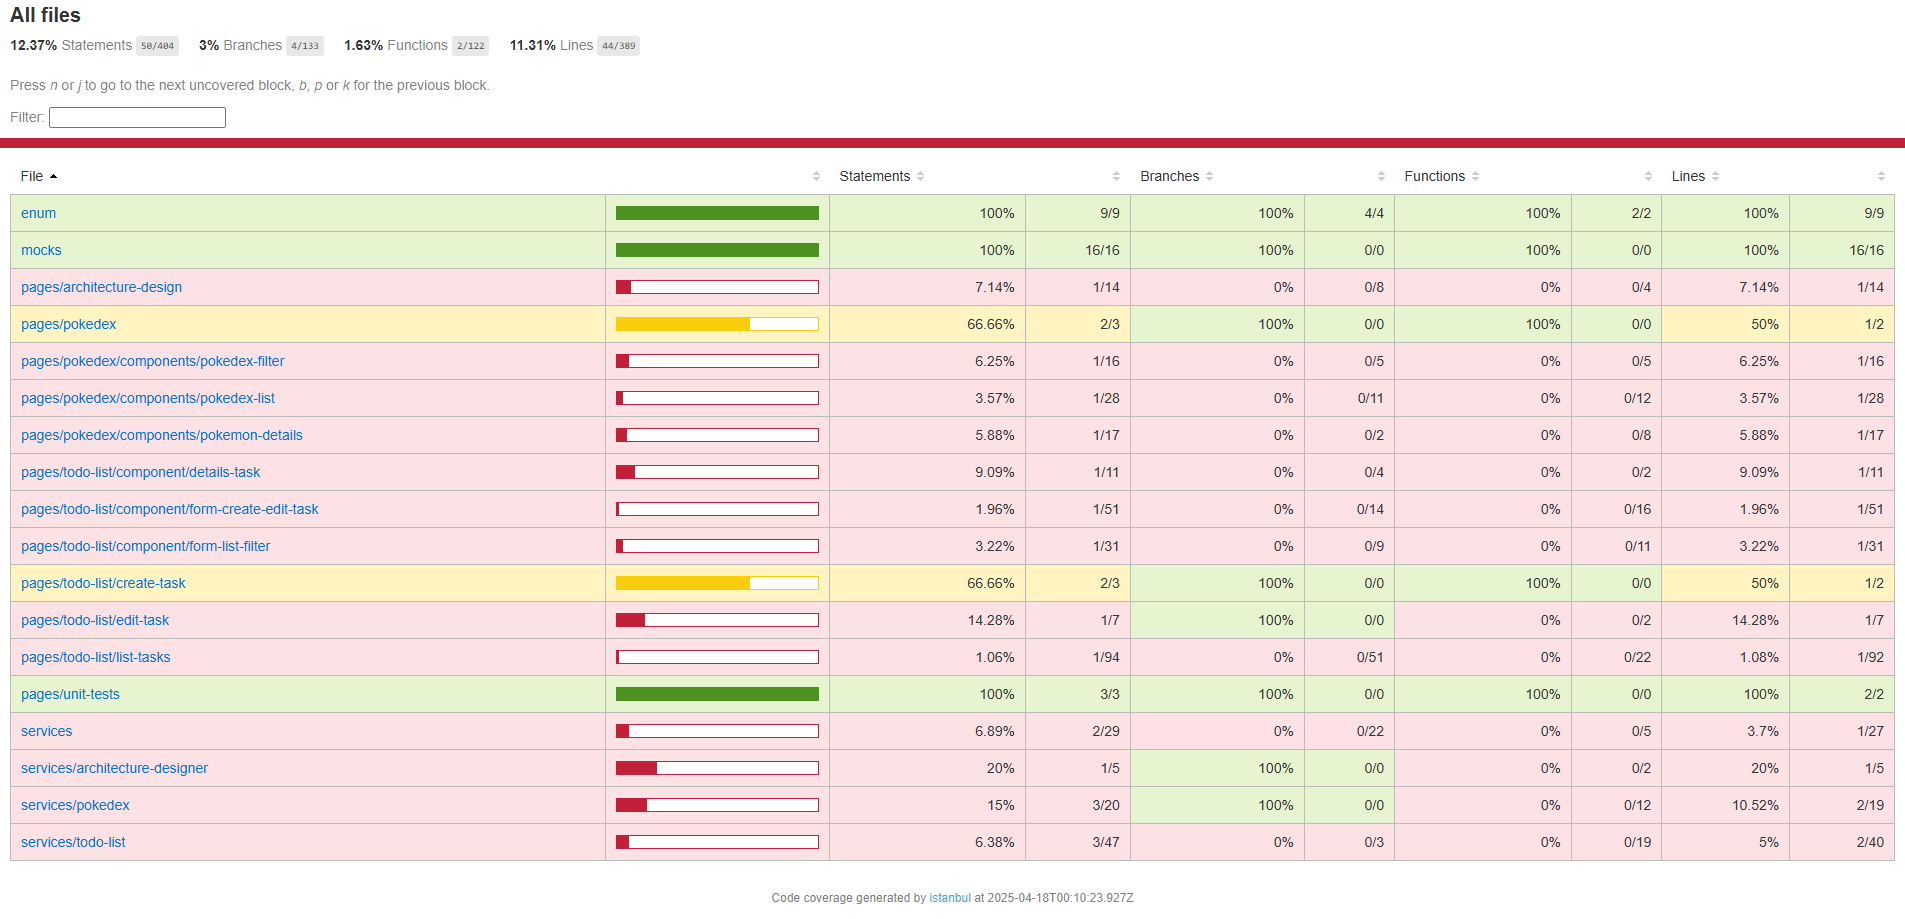 All files
12.37% Statements 50/404 3% Branches 4/133 1.63% Functions 2/122 11.31% Lines 44/389
Press n or j to go to the next uncovered block, b, p or k for the previous block.
Filter:
File Statements Branches Functions Lines
enum 100% 9/9 100% 4/4 100% 2/2 100% 9/9
mocks 100% 16/16 100% 0/0 100% 0/0 100% 16/16
pages/architecture-design 7.14% 1/14 0% 0/8 0% 0/4 7.14% 1/14
pages/pokedex 66.66% 2/3 100% 0/0 100% 0/0 50% 1/2
pages/pokedex/components/pokedex-filter 6.25% 1/16 0% 0/5 0% 0/5 6.25% 1/16
pages/pokedex/components/pokedex-list 3.57% 1/28 0% 0/11 0% 0/12 3.57% 1/28
pages/pokedex/components/pokemon-details 5.88% 1/17 0% 0/2 0% 0/8 5.88% 1/17
pages/todo-list/component/details-task 9.09% 1/11 0% 0/4 0% 0/2 9.09% 1/11
pages/todo-list/component/form-create-edit-task 1.96% 1/51 0% 0/14 0% 0/16 1.96% 1/51
pages/todo-list/component/form-list-filter 3.22% 1/31 0% 0/9 0% 0/11 3.22% 1/31
pages/todo-list/create-task 66.66% 2/3 100% 0/0 100% 0/0 50% 1/2
pages/todo-list/edit-task 14.28% 1/7 100% 0/0 0% 0/2 14.28% 1/7
pages/todo-list/list-tasks 1.06% 1/94 0% 0/51 0% 0/22 1.08% 1/92
pages/unit-tests 100% 3/3 100% 0/0 100% 0/0 100% 2/2
services 6.89% 2/29 0% 0/22 0% 0/5 3.7% 1/27
services/architecture-designer 20% 1/5 100% 0/0 0% 0/2 20% 1/5
services/pokedex 15% 3/20 100% 0/0 0% 0/12 10.52% 2/19
services/todo-list 6.38% 3/47 0% 0/3 0% 0/19 5% 2/40
Code coverage generated by istanbul at 2025-04-18T00:10:23.927Z